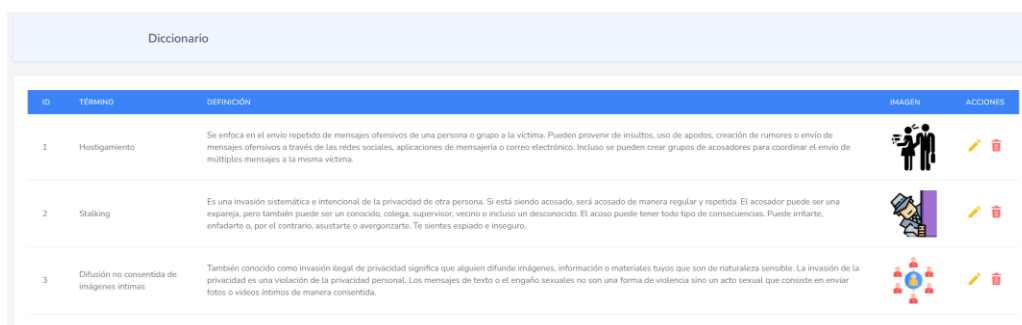 Diccionario
ID TÉRMINO DEFINICIÓN IMAGEN ACCIONES
Se enfoca en el envío repetido de mensajes ofensivos de una persona o grupo a la víctima. Pueden provenir de insultos, uso de apodos, creación de rumores o envío de
1 Hostigamiento mensajes ofensivos a través de las redes sociales, aplicaciones de mensajería o correo electrónico. Incluso se pueden crear grupos de acosadores para coordinar el envío de
múltiples mensajes a la misma víctima.
Es una invasión sistemática e intencional de la privacidad de otra persona. Si está siendo acosado, será acosado de manera regular y repetida. El acosador puede ser una
2 Stalking expareja, pero también puede ser un conocido, colega, supervisor, vecino o incluso un desconocido. El acoso puede tener todo tipo de consecuencias. Puede irritarte,
enfadarte o, por el contrario, asustarte o avergonzarte. Te sientes espiado e inseguro.
3 Difusión no consentida de
imágenes intimas
También conocido como invasión ilegal de privacidad significa que alguien difunde imágenes, información o materiales tuyos que son de naturaleza sensible. La invasión de la
privacidad es una violación de la privacidad personal. Los mensajes de texto o el engaño sexuales no son una forma de violencia sino un acto sexual que consiste en enviar
fotos o videos íntimos de manera consentida.